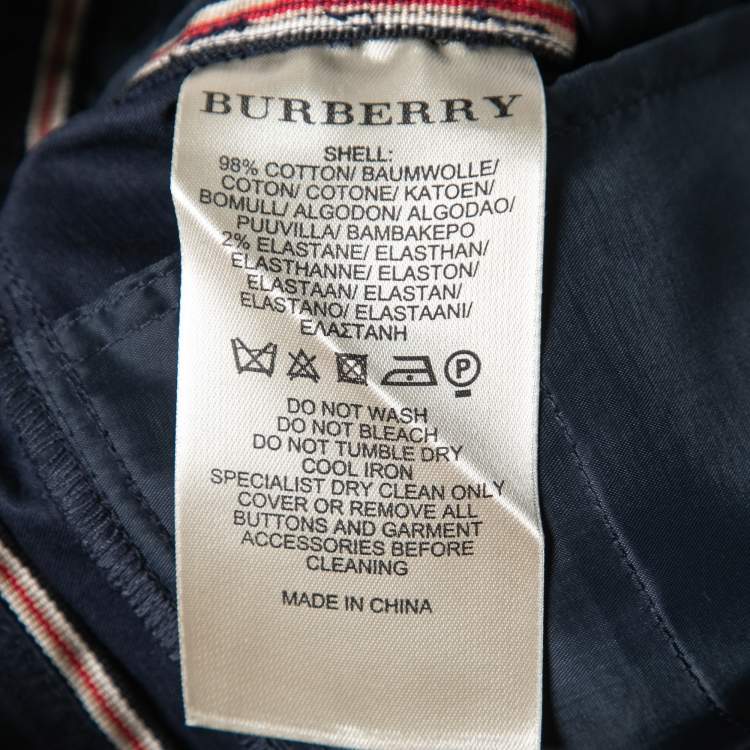 BURBERRY
SHELL:
98% COTTON/ BAUMWOLLE/
COTON/ COTONE/ KATOEN/
BOMULL/ ALGODON/ ALGODAO/
PUUVILLA/ BAMBAKEPO
2% ELASTANE/ ELASTHAN/
ELASTHANNE/ ELASTON/
ELASTAAN/ ELASTAN/
ELASTANO/ ELASTAANI/
ΕΛΑΣΤΑΝΗ
P
DO NOT WASH
DO NOT BLEACH
DO NOT TUMBLE DRY
COOL IRON
SPECIALIST DRY CLEAN ONLY
COVER OR REMOVE ALL
BUTTONS AND GARMENT
ACCESSORIES BEFORE
CLEANING
MADE IN CHINA